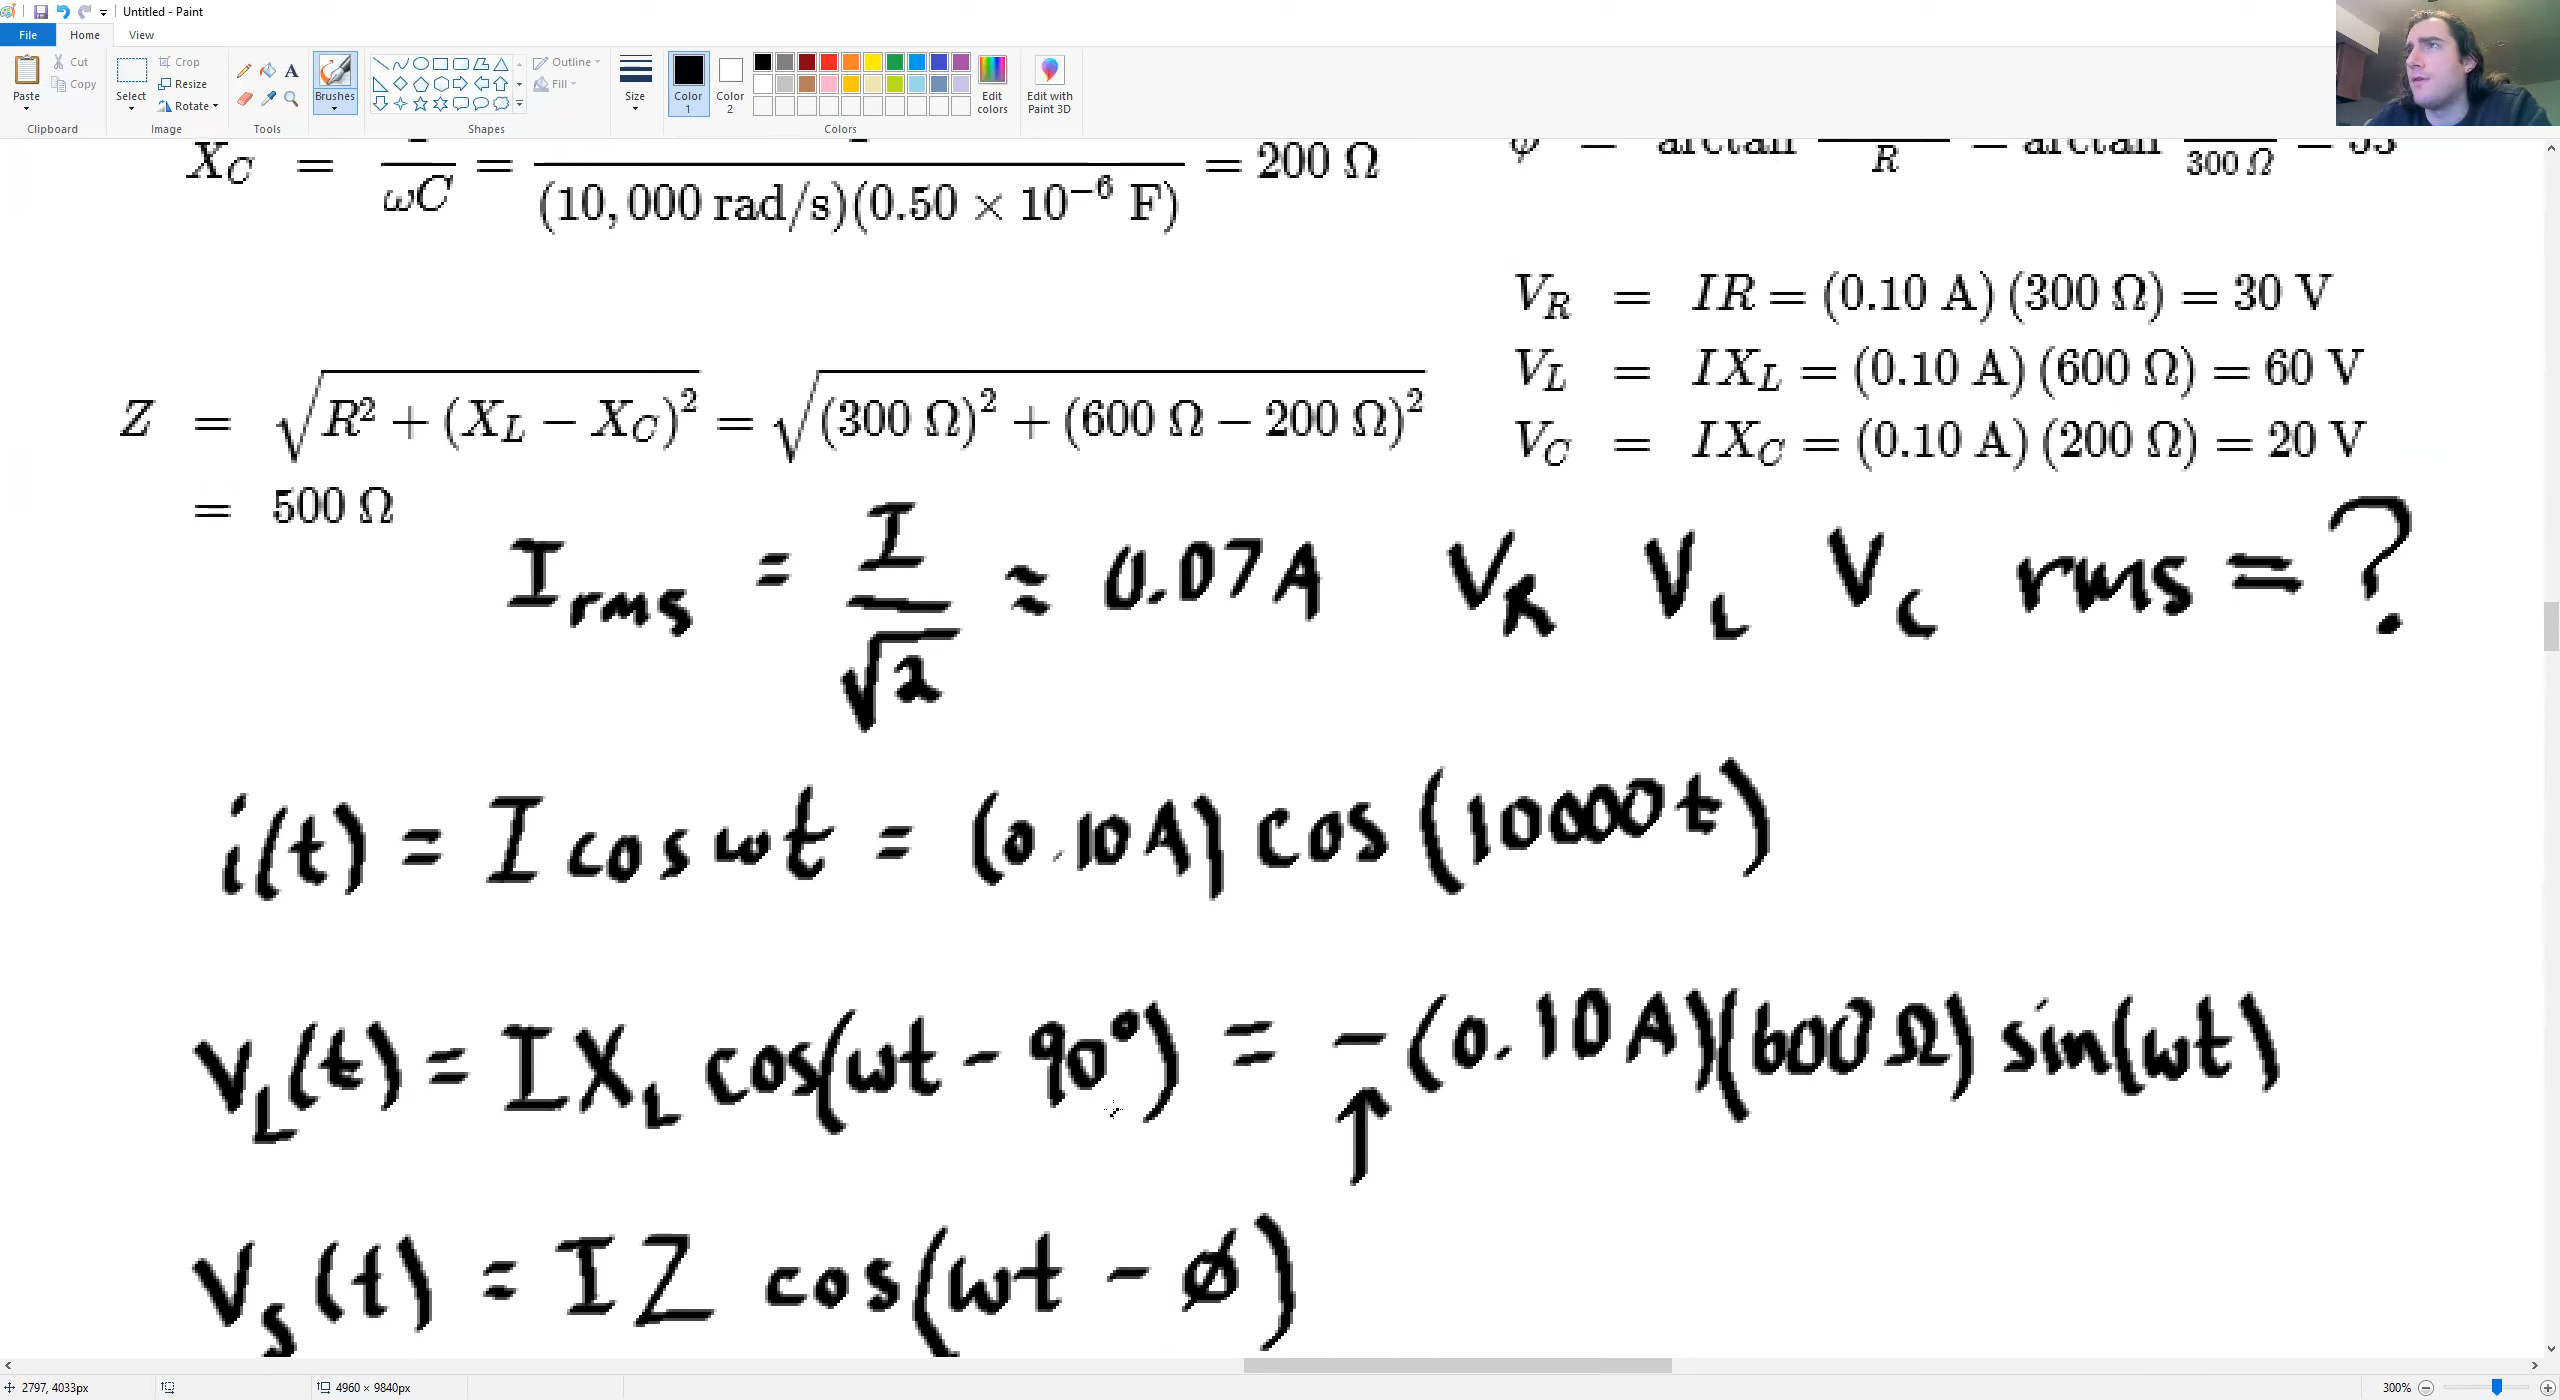 Untitled - Paint
File Home View
Paste Cut Copy Select Crop Resize Rotate Brushes Outline Fill Size Color 1 Color 2 Edit colors Edit with Paint 3D
Clipboard Image Tools Shapes Colors
X_C = 1/ωC = 1/((10,000 rad/s)(0.50 × 10⁻⁶ F)) = 200 Ω
R = arctan 300 Ω
V_R = IR = (0.10 A) (300 Ω) = 30 V
V_L = IX_L = (0.10 A) (600 Ω) = 60 V
V_C = IX_C = (0.10 A) (200 Ω) = 20 V
Z = √(R² + (X_L − X_C)²) = √((300 Ω)² + (600 Ω − 200 Ω)²)
= 500 Ω
I_rms = I/√2 ≈ 0.07A V_R V_L V_C rms = ?
i(t) = I cos ωt = (0.10A) cos (10000t)
V_L(t) = I X_L cos(ωt - 90°) = - (0.10A)(600Ω) sin(ωt)
↑
V_s(t) = IZ cos(ωt - ø)
2797, 4033px 4960 × 9840px 300%